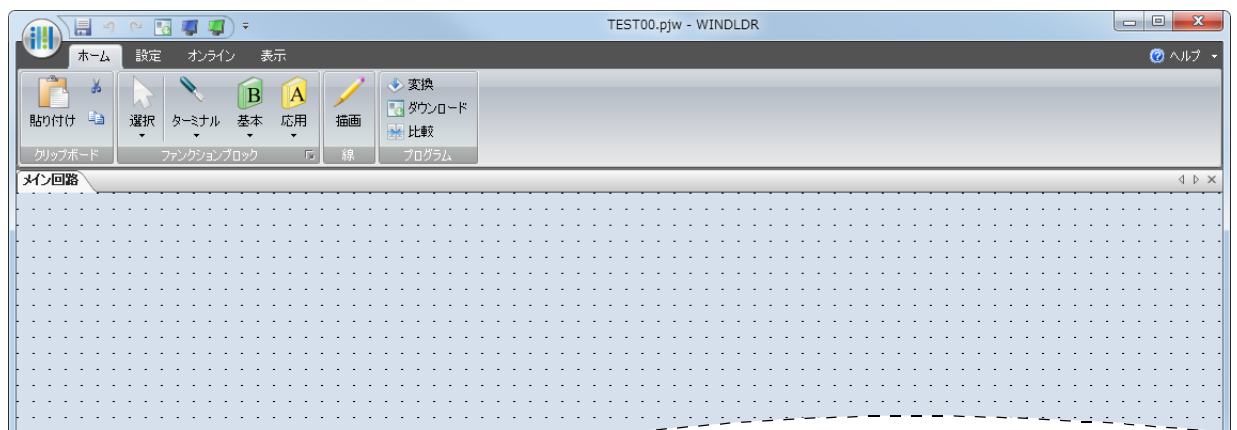 TEST00.pjw - WINDLDR
ホーム 設定 オンライン 表示 ヘルプ
貼り付け 選択 ターミナル B 基本 A 応用 描画 変換
ダウンロード
比較
クリップボード ファンクションブロック 線 プログラム
メイン回路